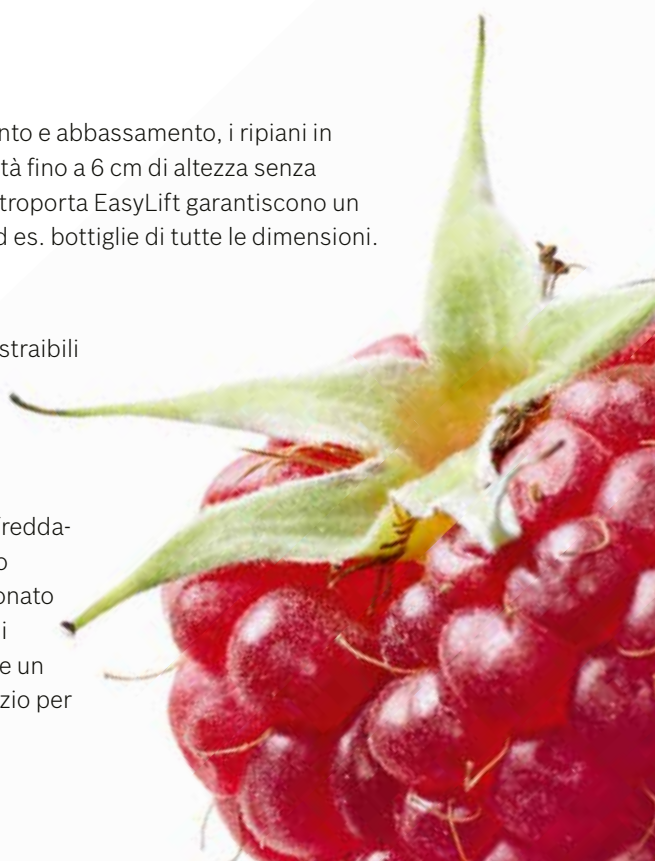 nto e abbassamento, i ripiani in
tà fino a 6 cm di altezza senza
troporta EasyLift garantiscono un
d es. bottiglie di tutte le dimensioni.
straibili
fredda-
o
onato
i
e un
zio per